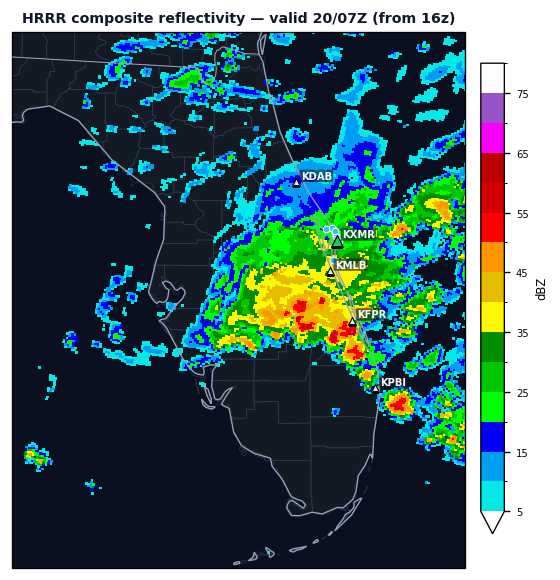 HRRR composite reflectivity — valid 20/07Z (from 16z)
KDAB
KXMR
KMLB
KFPR
KPBI
75
65
55
45
35
25
15
5
dBZ